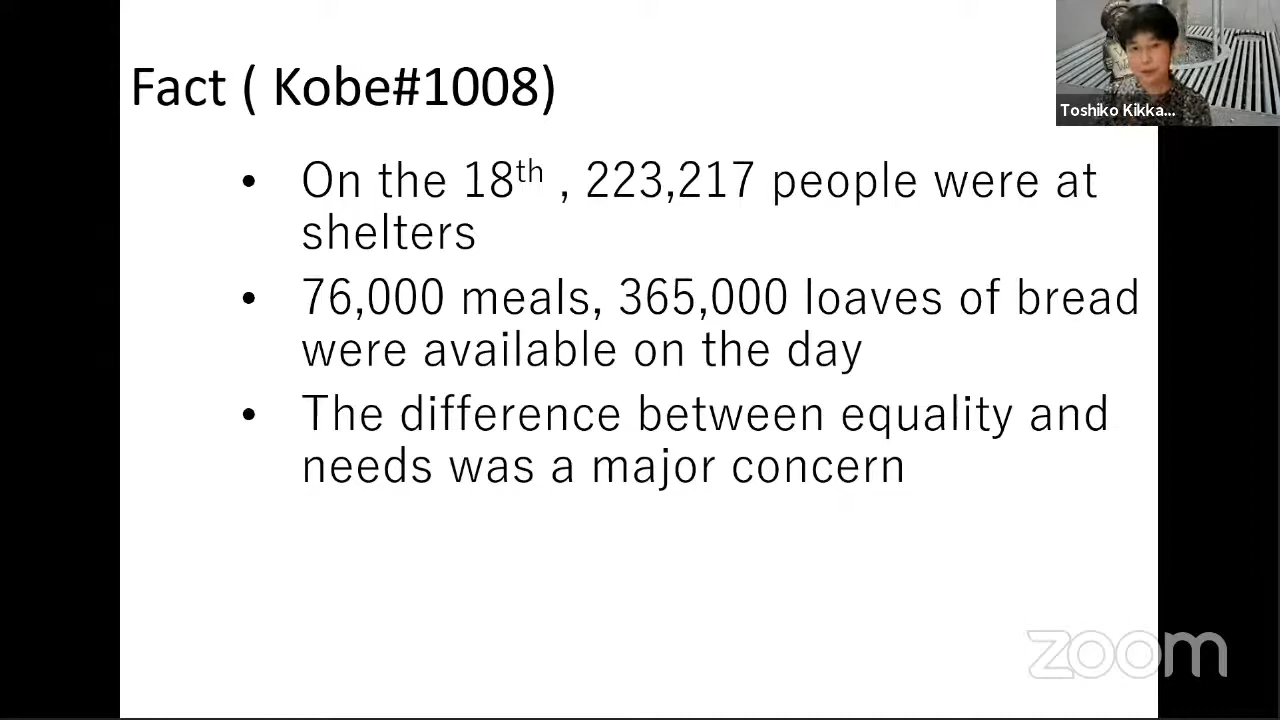 Fact ( Kobe#1008)
Toshiko Kikka...
• On the 18th , 223,217 people were at
shelters
• 76,000 meals, 365,000 loaves of bread
were available on the day
• The difference between equality and
needs was a major concern
zoom